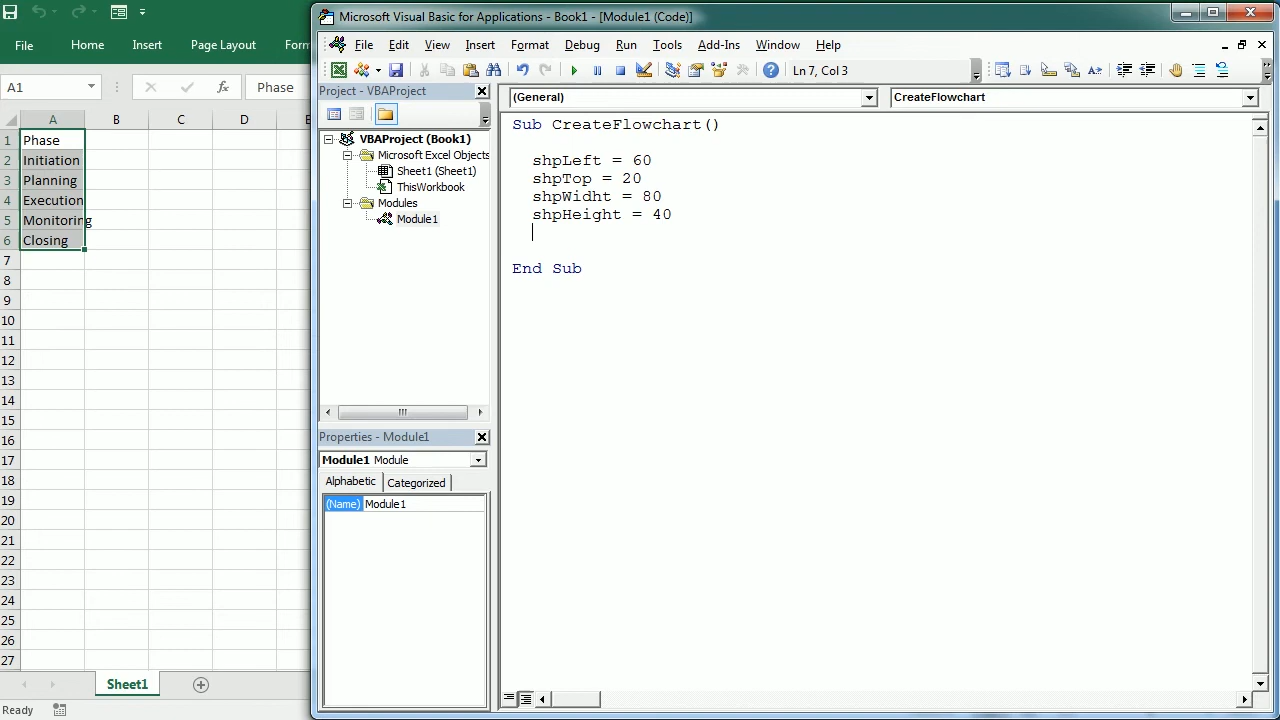 File Home Insert Page Layout Form
A1 fx Phase
A B C D E
1 Phase
2 Initiation
3 Planning
4 Execution
5 Monitoring
6 Closing
7
8
9
10
11
12
13
14
15
16
17
18
19
20
21
22
23
24
25
26
27
Sheet1
Ready
Microsoft Visual Basic for Applications - Book1 - [Module1 (Code)]
File Edit View Insert Format Debug Run Tools Add-Ins Window Help
Ln 7, Col 3
Project - VBAProject
VBAProject (Book1)
Microsoft Excel Objects
Sheet1 (Sheet1)
ThisWorkbook
Modules
Module1
Properties - Module1
Module1 Module
Alphabetic Categorized
(Name) Module1
(General) CreateFlowchart
Sub CreateFlowchart()
shpLeft = 60
shpTop = 20
shpWidht = 80
shpHeight = 40
End Sub